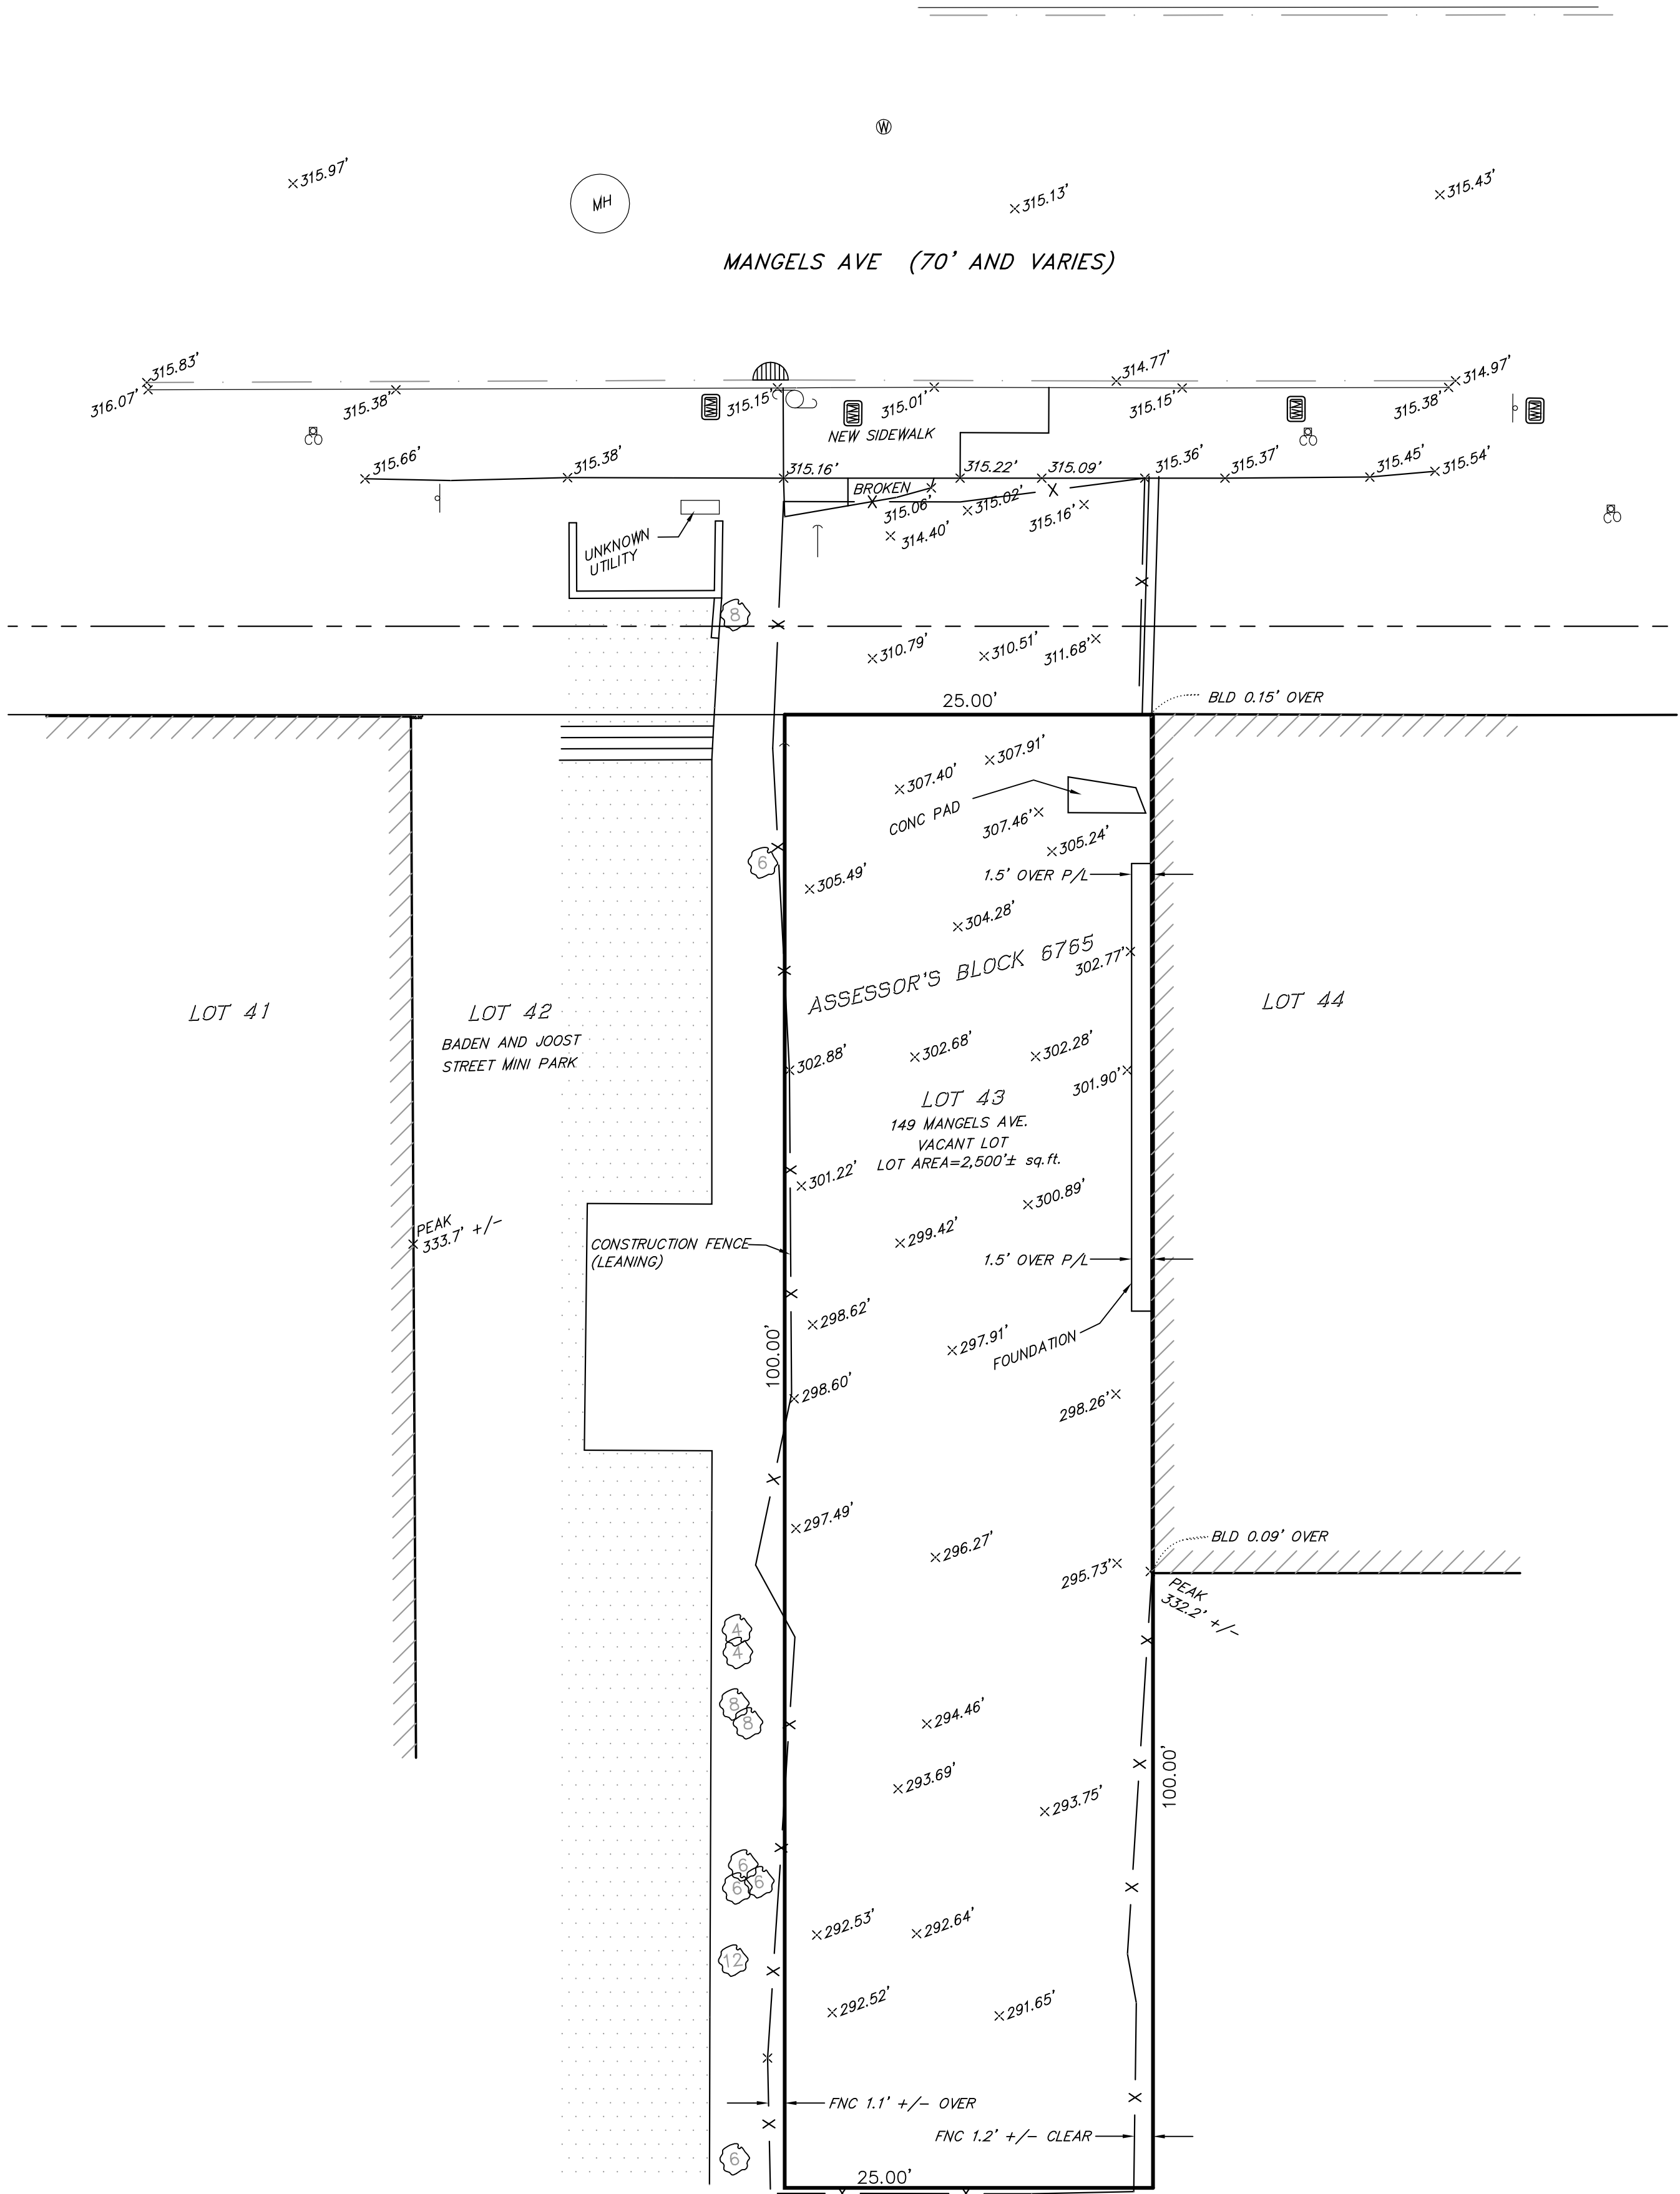 W
315.97'
MH
315.13'
315.43'
MANGELS AVE (70' AND VARIES)
315.83'
316.07'
315.38'
315.15'
315.01'
314.77'
315.15'
314.97'
315.38'
WM
WM
WM
WM
NEW SIDEWALK
CO
CO
315.66'
315.38'
315.16'
315.22'
315.09'
315.36'
315.37'
315.45'
315.54'
BROKEN
315.06'
315.02'
315.16'
314.40'
CO
UNKNOWN
UTILITY
8
310.79'
310.51'
311.68'
25.00'
BLD 0.15' OVER
307.40'
307.91'
CONC PAD
307.46'
305.24'
6
305.49'
1.5' OVER P/L
304.28'
302.77'
ASSESSOR'S BLOCK 6765
LOT 41
LOT 42
BADEN AND JOOST
STREET MINI PARK
LOT 44
302.88'
302.68'
302.28'
301.90'
LOT 43
149 MANGELS AVE.
VACANT LOT
LOT AREA=2,500'± sq.ft.
301.22'
300.89'
PEAK
333.7' +/-
CONSTRUCTION FENCE
(LEANING)
299.42'
1.5' OVER P/L
298.62'
297.91'
FOUNDATION
100.00'
298.60'
298.26'
297.49'
296.27'
295.73'
BLD 0.09' OVER
PEAK
332.2' +/-
4
4
8
8
294.46'
293.69'
293.75'
100.00'
6
6
6
292.53'
292.64'
12
292.52'
291.65'
FNC 1.1' +/- OVER
FNC 1.2' +/- CLEAR
6
25.00'